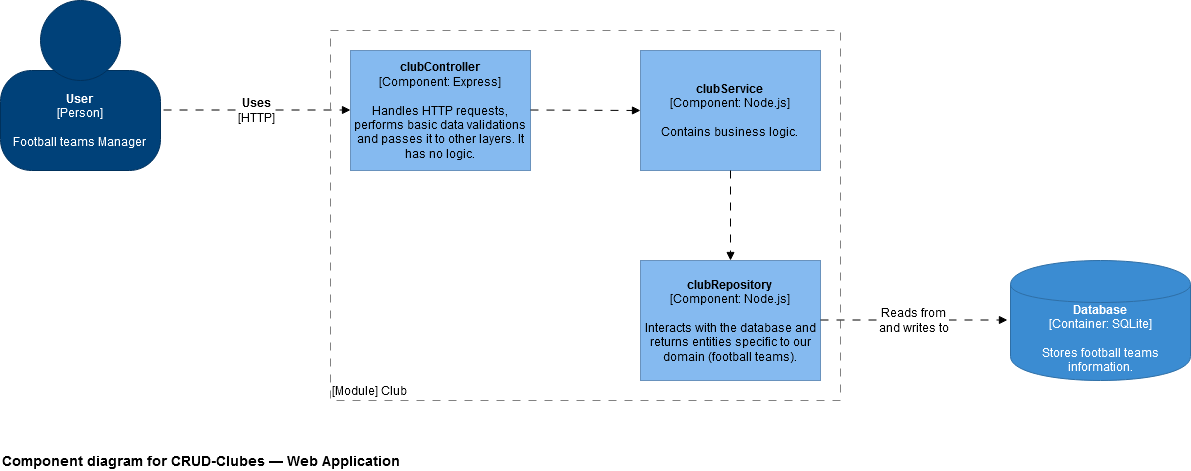 User
[Person]
Football teams Manager
Uses
[HTTP]
clubController
[Component: Express]
Handles HTTP requests,
performs basic data validations
and passes it to other layers. It
has no logic.
clubService
[Component: Node.js]
Contains business logic.
clubRepository
[Component: Node.js]
Interacts with the database and
returns entities specific to our
domain (football teams).
Reads from
and writes to
Database
[Container: SQLite]
Stores football teams
information.
[Module] Club
Component diagram for CRUD-Clubes — Web Application